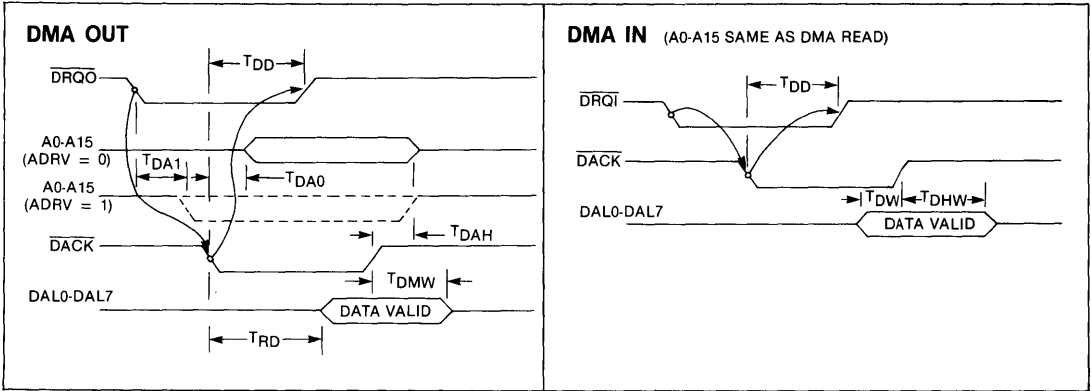 DMA OUT
TDD
DRQO
A0-A15
(ADRV = 0)
TDA1
TDA0
A0-A15
(ADRV = 1)
TDAH
DACK
TDMW
DAL0-DAL7
DATA VALID
TRD
DMA IN (A0-A15 SAME AS DMA READ)
TDD
DRQI
DACK
TDW
TDHW
DAL0-DAL7
DATA VALID